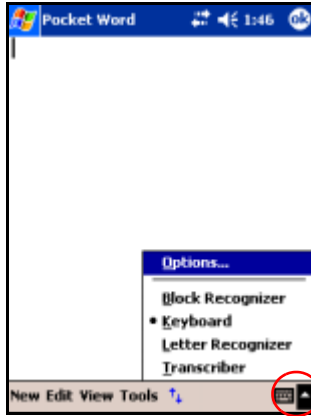 Pocket Word 1:46 ok
Options...
Block Recognizer
• Keyboard
Letter Recognizer
Transcriber
New Edit View Tools